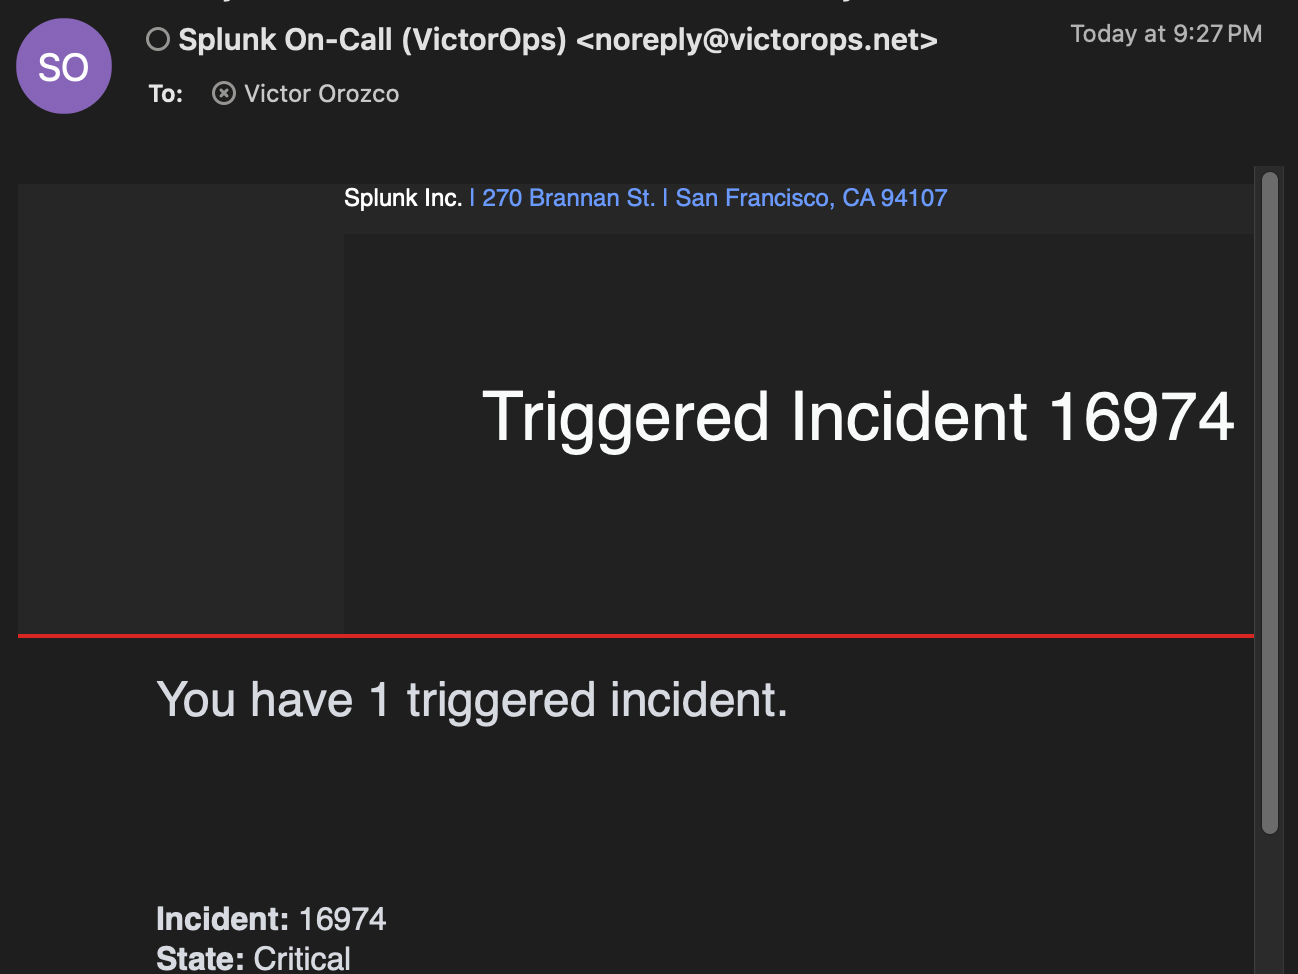 SO
Splunk On-Call (VictorOps) <noreply@victorops.net>
Today at 9:27 PM
To: Victor Orozco
Splunk Inc. | 270 Brannan St. | San Francisco, CA 94107
Triggered Incident 16974
You have 1 triggered incident.
Incident: 16974
State: Critical